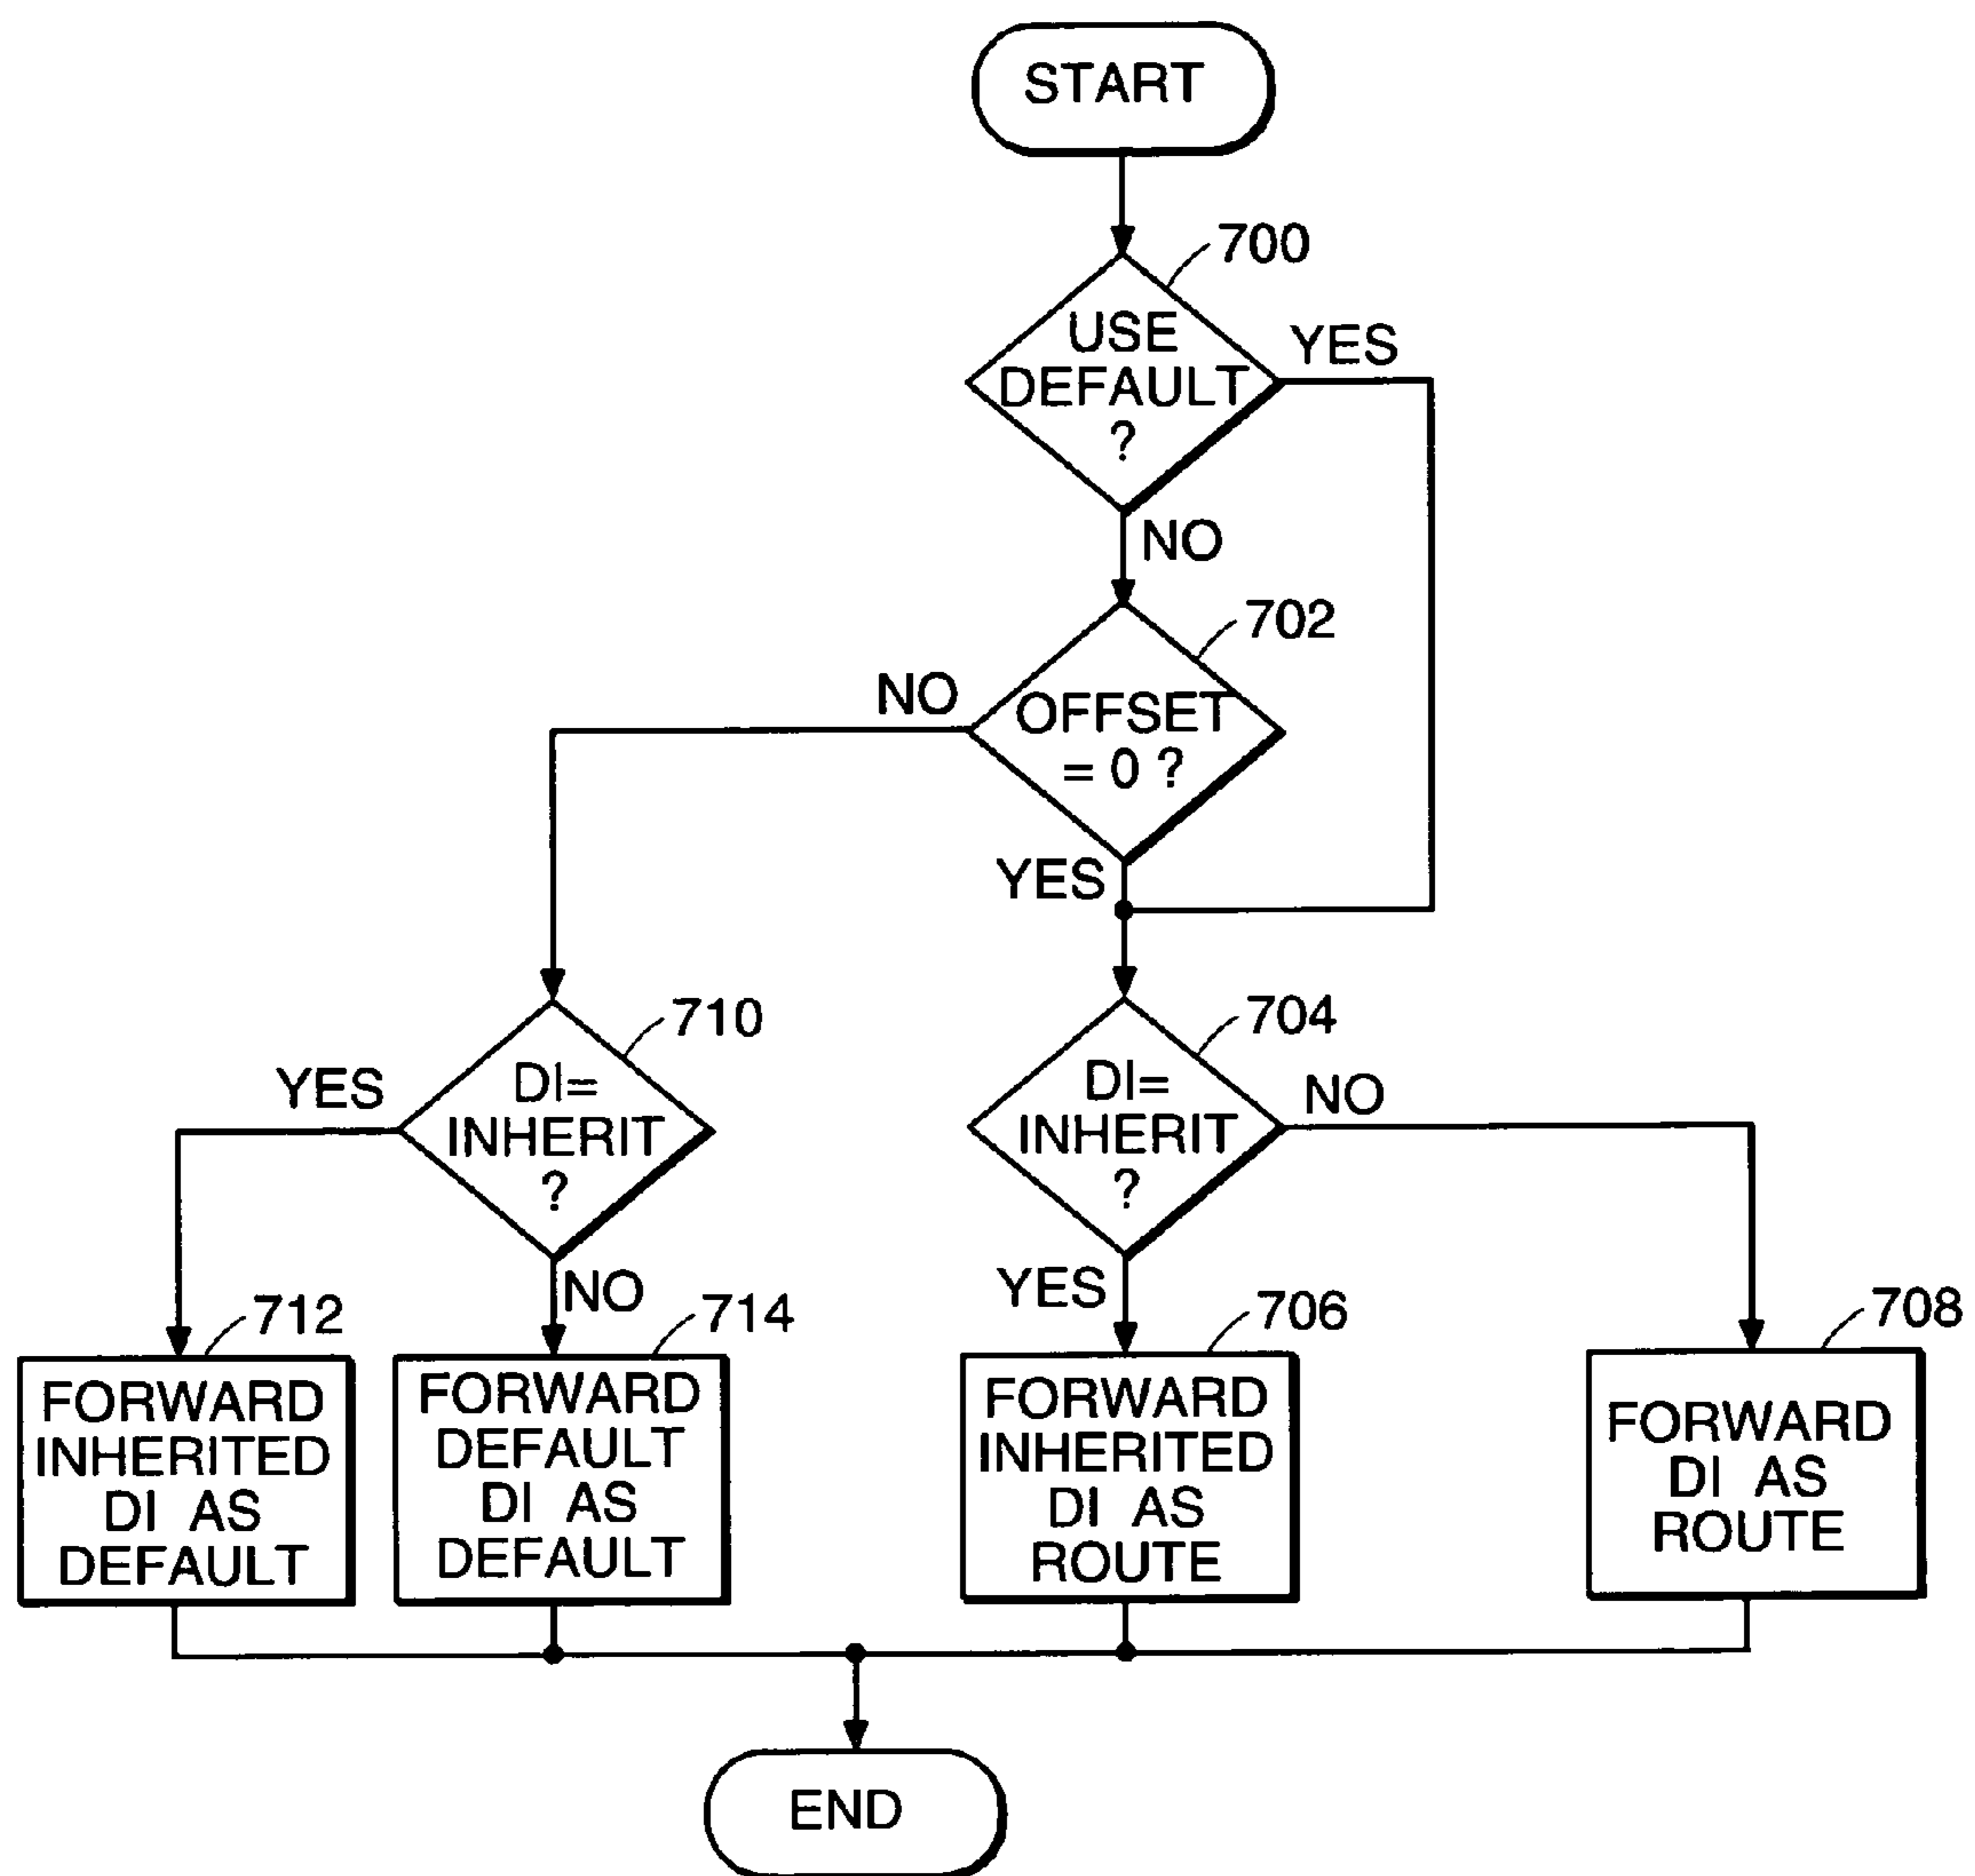 START
700
USE
DEFAULT
?
YES
NO
702
OFFSET
= 0 ?
NO
YES
710
DI=
INHERIT
?
YES
NO
704
DI=
INHERIT
?
NO
YES
712
FORWARD
INHERITED
DI AS
DEFAULT
714
FORWARD
DEFAULT
DI AS
DEFAULT
706
FORWARD
INHERITED
DI AS
ROUTE
708
FORWARD
DI AS
ROUTE
END